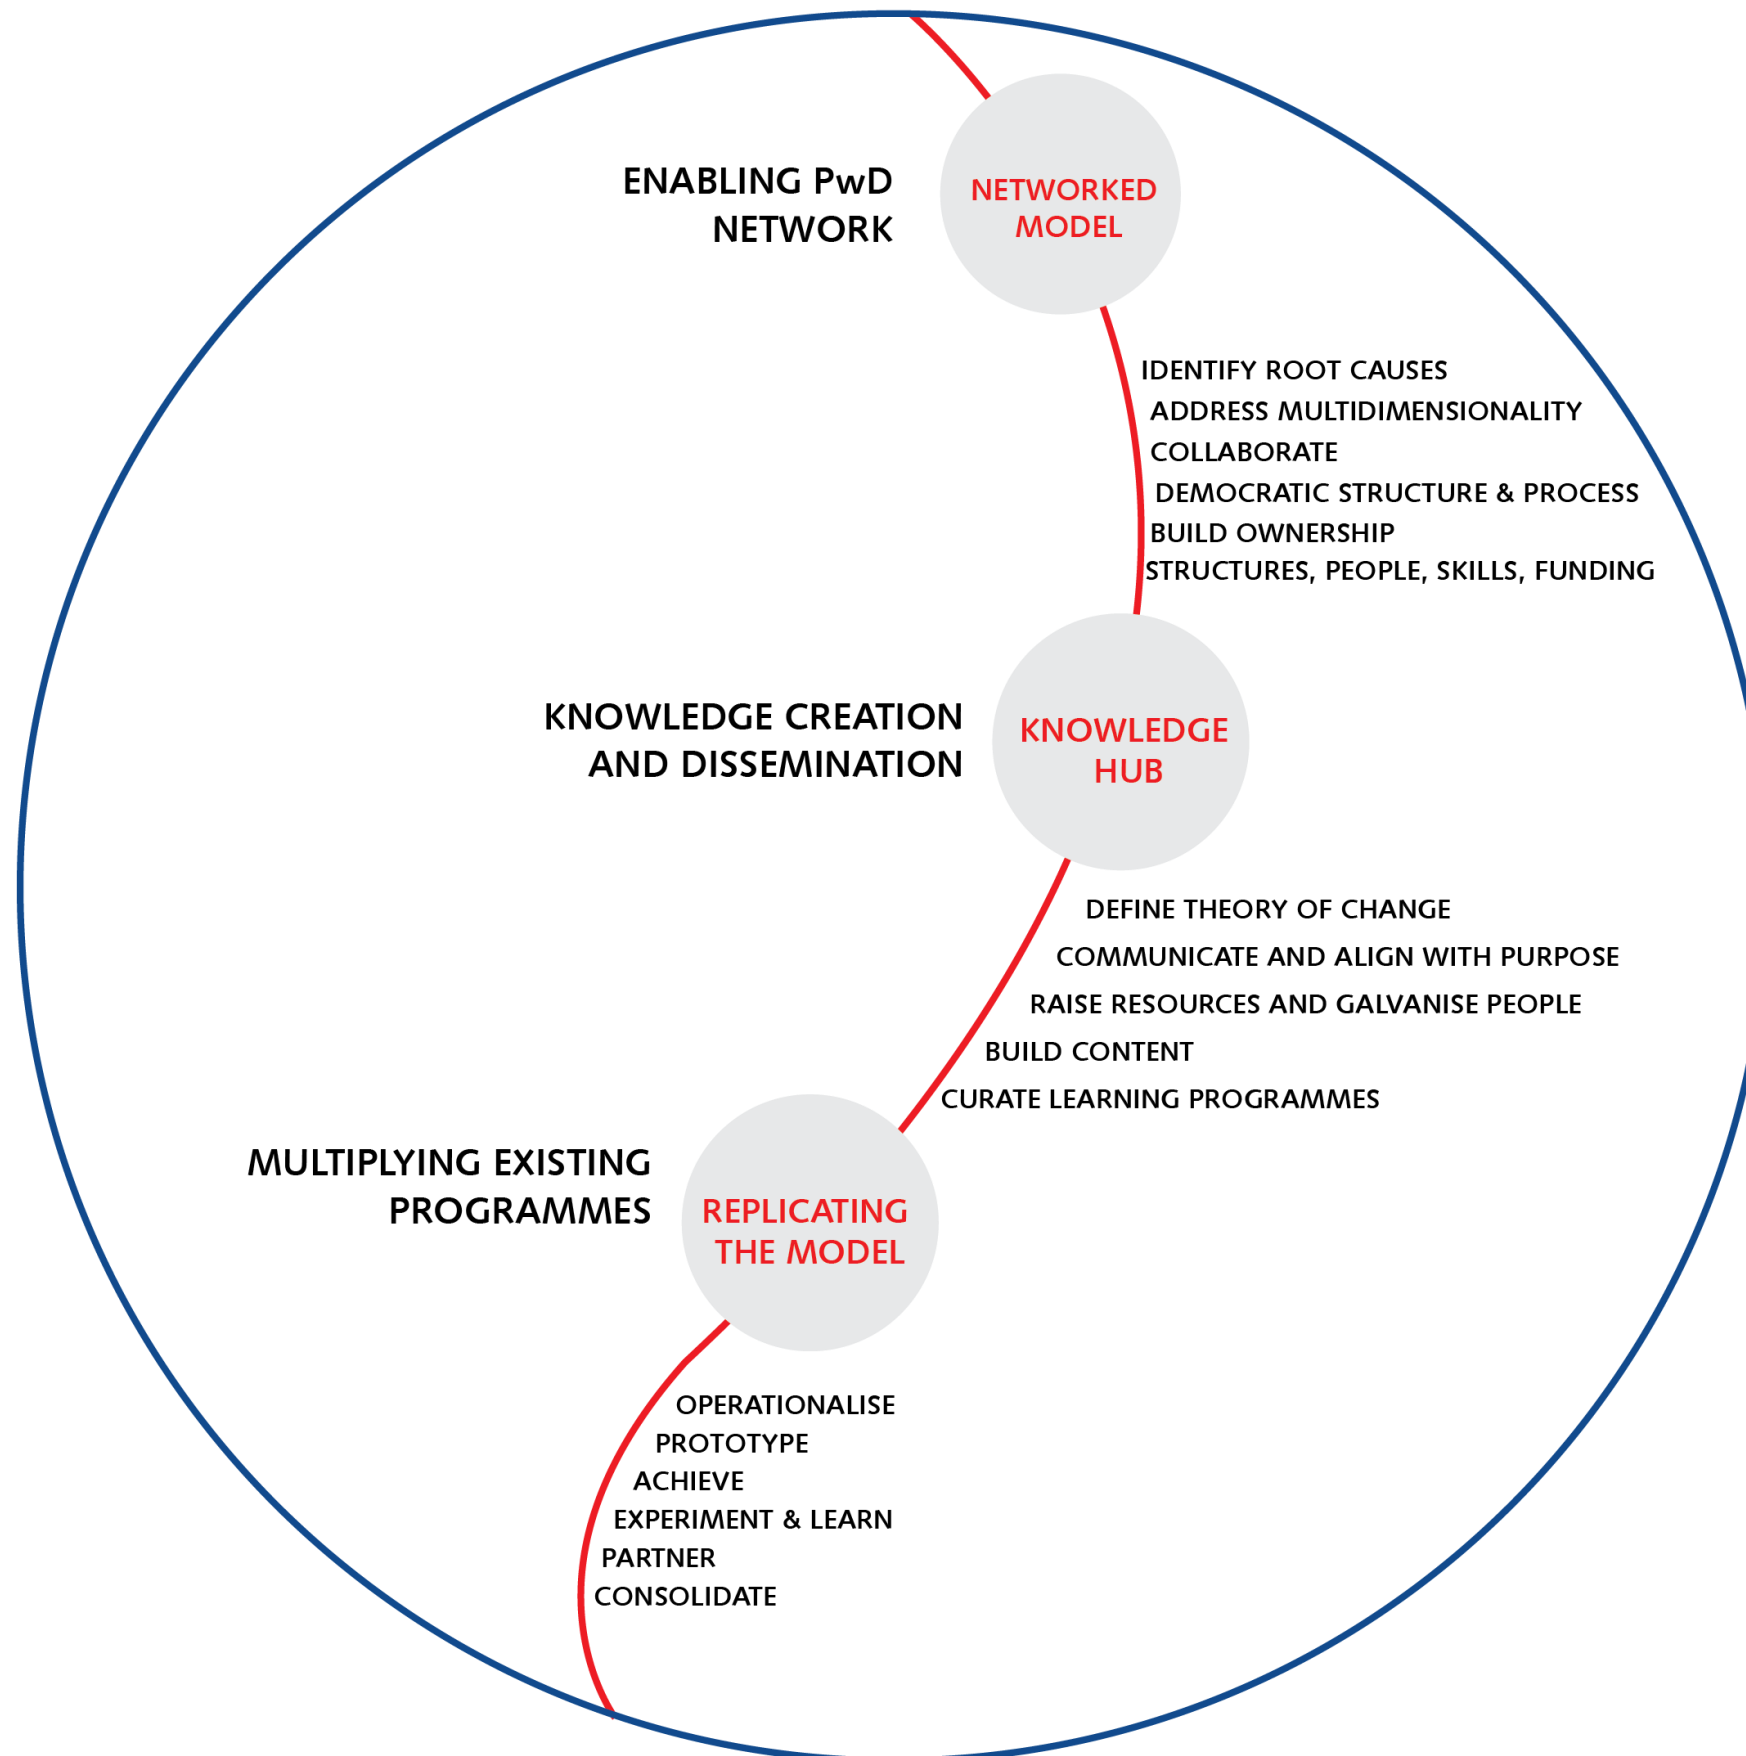 ENABLING PwD
NETWORK
NETWORKED
MODEL
IDENTIFY ROOT CAUSES
ADDRESS MULTIDIMENSIONALITY
COLLABORATE
DEMOCRATIC STRUCTURE & PROCESS
BUILD OWNERSHIP
STRUCTURES, PEOPLE, SKILLS, FUNDING
KNOWLEDGE CREATION
AND DISSEMINATION
KNOWLEDGE
HUB
DEFINE THEORY OF CHANGE
COMMUNICATE AND ALIGN WITH PURPOSE
RAISE RESOURCES AND GALVANISE PEOPLE
BUILD CONTENT
CURATE LEARNING PROGRAMMES
MULTIPLYING EXISTING
PROGRAMMES
REPLICATING
THE MODEL
OPERATIONALISE
PROTOTYPE
ACHIEVE
EXPERIMENT & LEARN
PARTNER
CONSOLIDATE